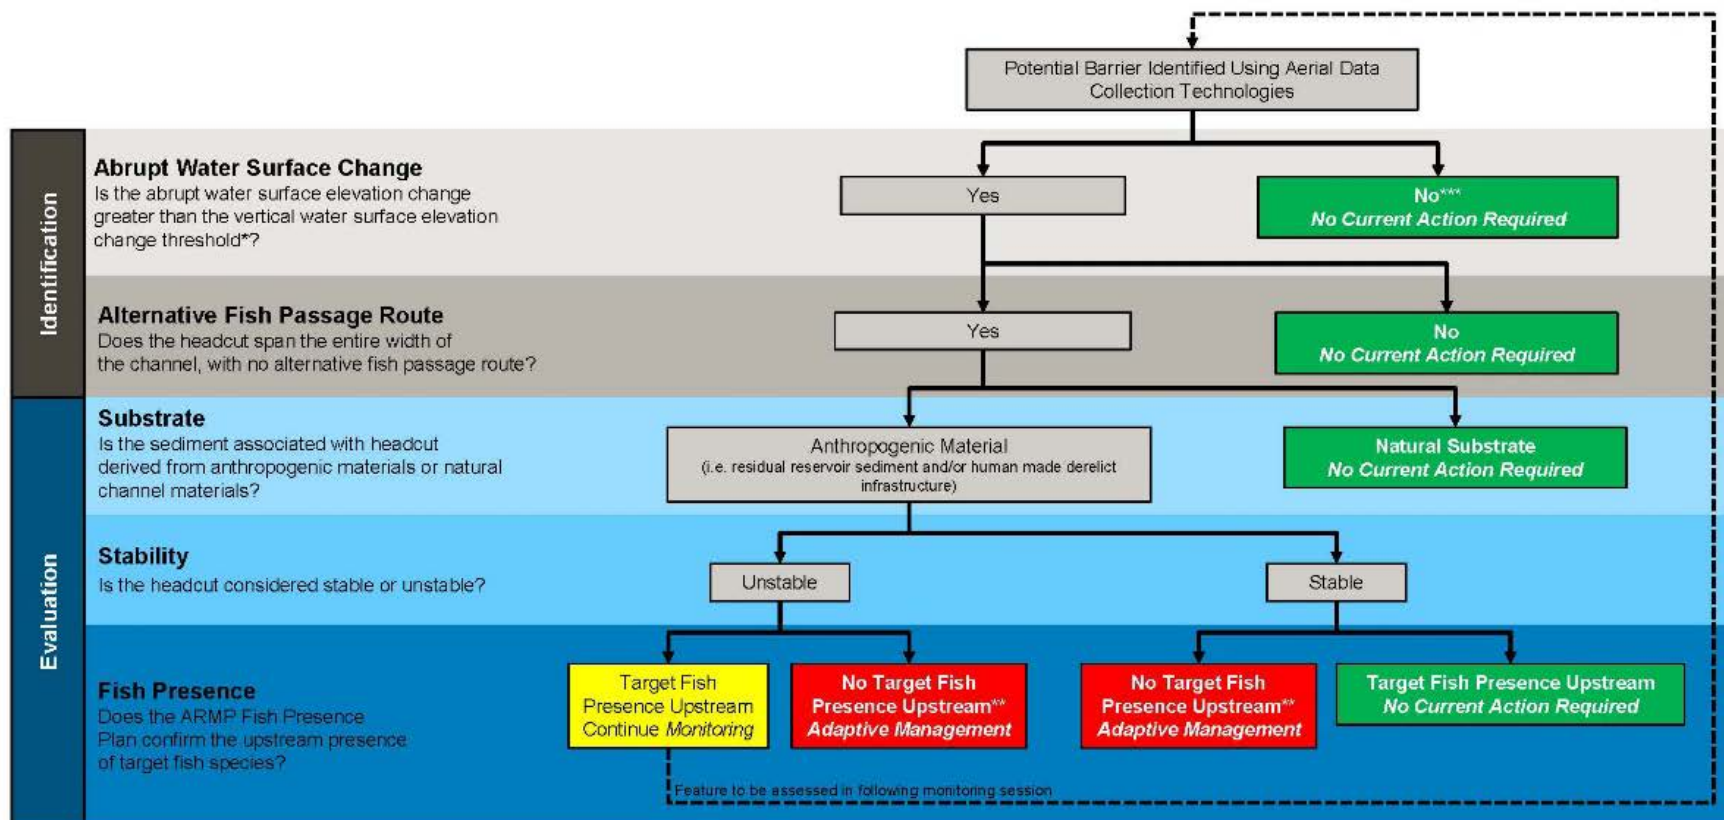 Potential Barrier Identified Using Aerial Data
Collection Technologies
Identification
Abrupt Water Surface Change
Is the abrupt water surface elevation change
greater than the vertical water surface elevation
change threshold*?
Yes
No***
No Current Action Required
Alternative Fish Passage Route
Does the headcut span the entire width of
the channel, with no alternative fish passage route?
Yes
No
No Current Action Required
Evaluation
Substrate
Is the sediment associated with headcut
derived from anthropogenic materials or natural
channel materials?
Anthropogenic Material
(i.e. residual reservoir sediment and/or human made derelict
infrastructure)
Natural Substrate
No Current Action Required
Stability
Is the headcut considered stable or unstable?
Unstable
Stable
Fish Presence
Does the ARMP Fish Presence
Plan confirm the upstream presence
of target fish species?
Target Fish
Presence Upstream
Continue Monitoring
No Target Fish
Presence Upstream**
Adaptive Management
No Target Fish
Presence Upstream**
Adaptive Management
Target Fish Presence Upstream
No Current Action Required
Feature to be assessed in following monitoring session